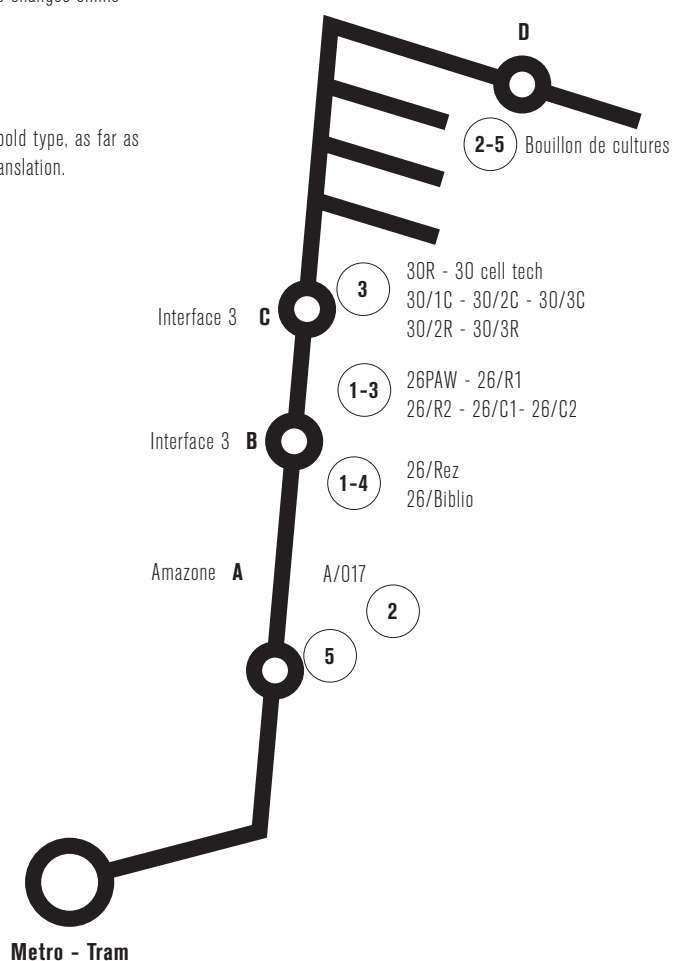 D
bold type, as far as
anslation.
2-5 Bouillon de cultures
3
30R - 30 cell tech
30/1C - 30/2C - 30/3C
30/2R - 30/3R
Interface 3 C
1-3
26PAW - 26/R1
26/R2 - 26/C1- 26/C2
Interface 3 B
1-4
26/Rez
26/Biblio
Amazone A
A/017
2
5
Metro - Tram